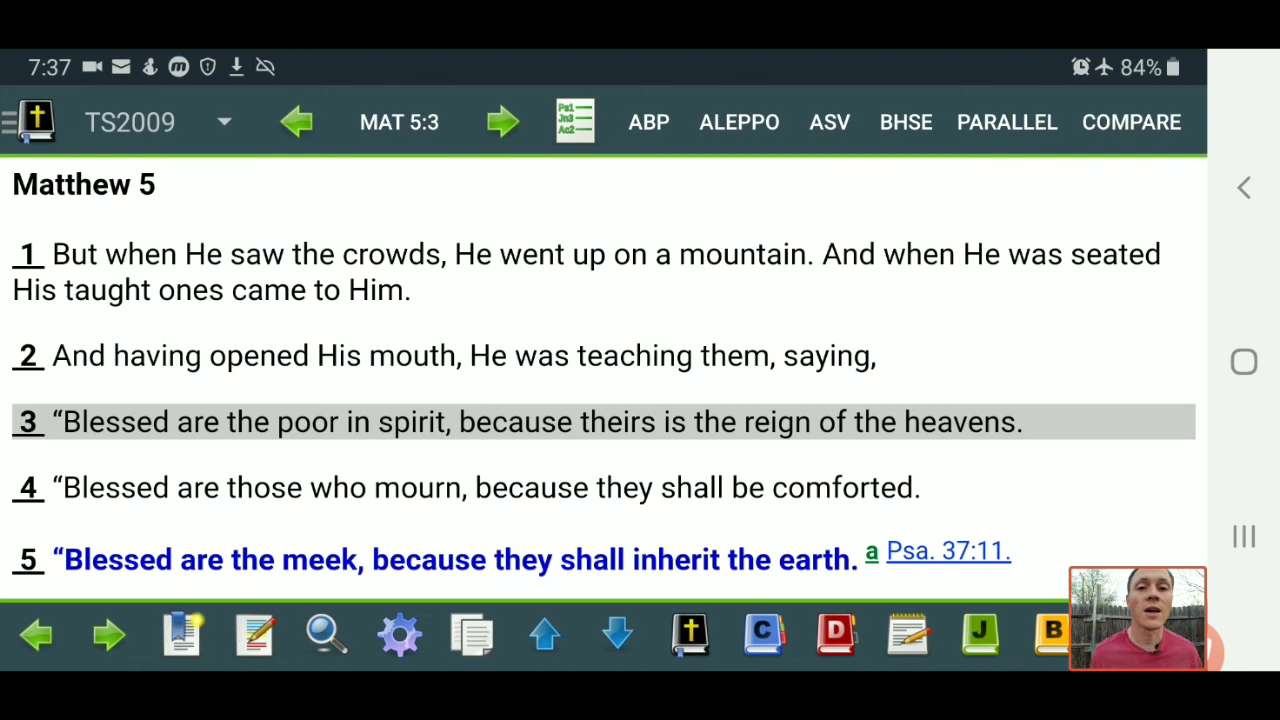 7:37 84%
TS2009 MAT 5:3 ABP ALEPPO ASV BHSE PARALLEL COMPARE
Ps1
Jn3
Ac2
Matthew 5
1 But when He saw the crowds, He went up on a mountain. And when He was seated
His taught ones came to Him.
2 And having opened His mouth, He was teaching them, saying,
3 “Blessed are the poor in spirit, because theirs is the reign of the heavens.
4 “Blessed are those who mourn, because they shall be comforted.
5 “Blessed are the meek, because they shall inherit the earth. a Psa. 37:11.
C D J B